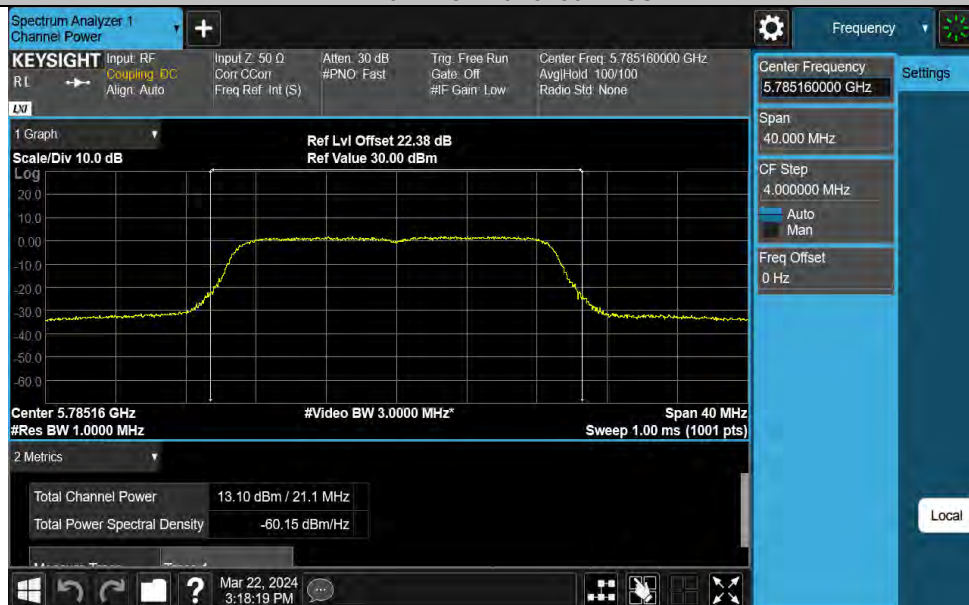 Spectrum Analyzer 1
Channel Power
Frequency
KEYSIGHT
RL
LXI
Input: RF
Coupling: DC
Align: Auto
Input Z: 50 Ω
Corr CCorr
Freq Ref: Int (S)
Atten: 30 dB
#PNO: Fast
Trig: Free Run
Gate: Off
#IF Gain: Low
Center Freq: 5.785160000 GHz
Avg|Hold: 100/100
Radio Std: None
Center Frequency
5.785160000 GHz
Settings
Span
40.000 MHz
CF Step
4.000000 MHz
Auto
Man
Freq Offset
0 Hz
1 Graph
Scale/Div 10.0 dB
Ref Lvl Offset 22.38 dB
Ref Value 30.00 dBm
Log
20.0
10.0
0.00
-10.0
-20.0
-30.0
-40.0
-50.0
-60.0
Center 5.78516 GHz
#Video BW 3.0000 MHz*
Span 40 MHz
#Res BW 1.0000 MHz
Sweep 1.00 ms (1001 pts)
2 Metrics
Total Channel Power 13.10 dBm / 21.1 MHz
Total Power Spectral Density -60.15 dBm/Hz
Local
?
Mar 22, 2024
3:18:19 PM